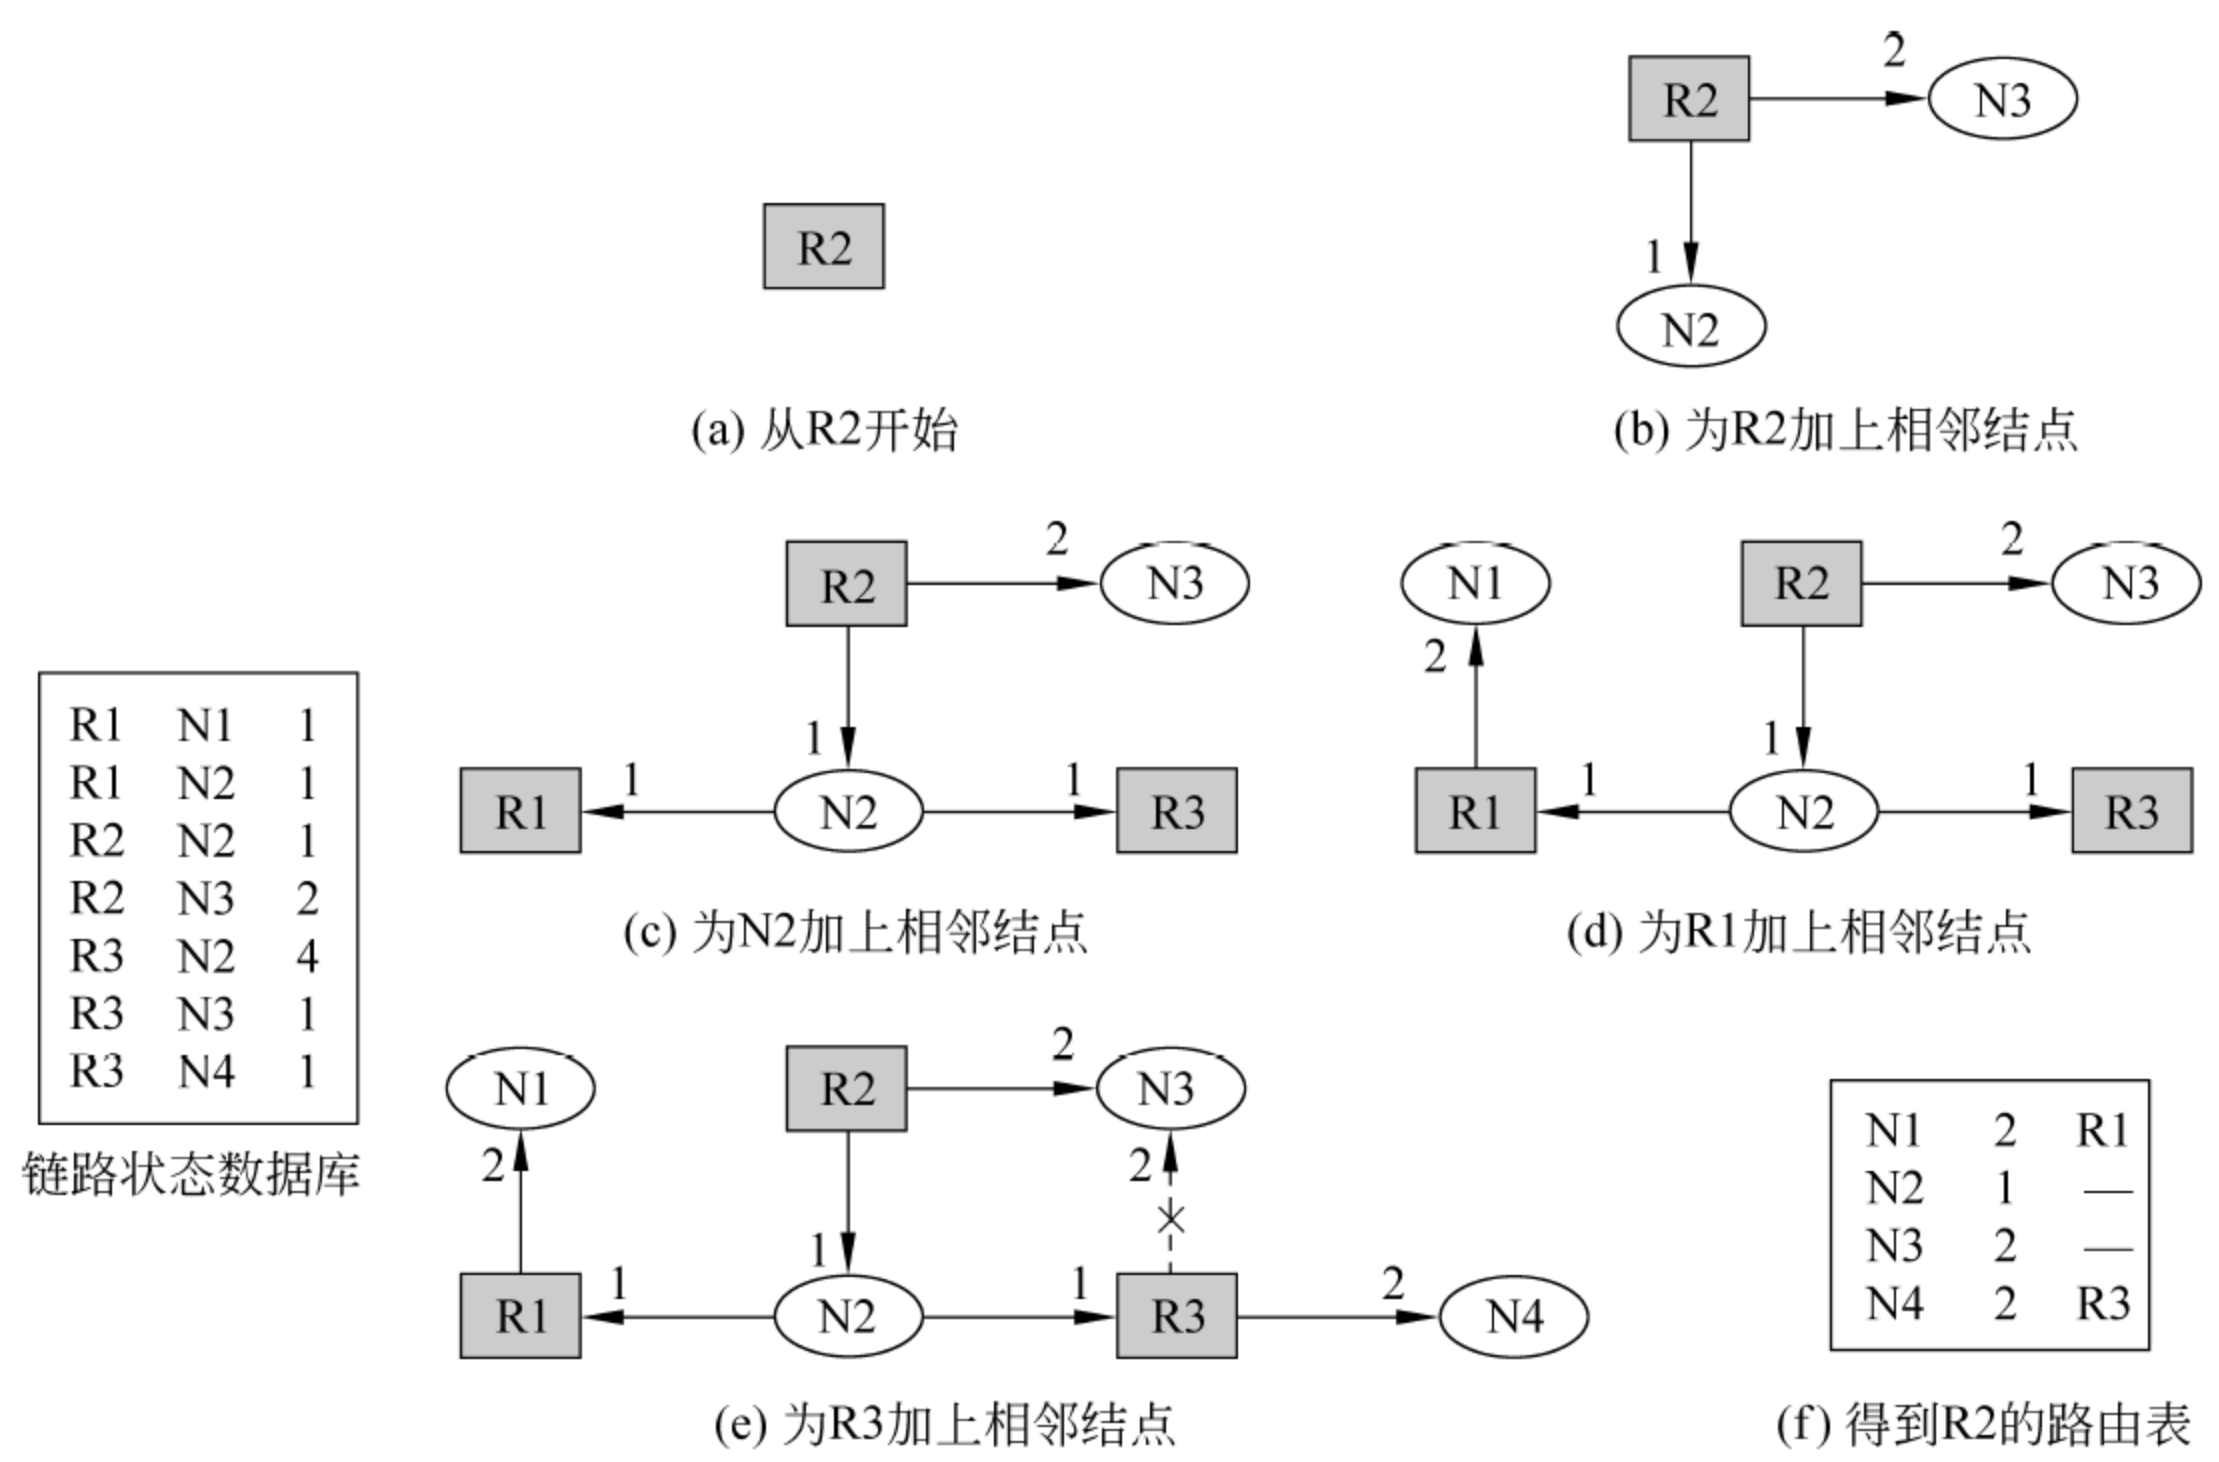 R2
(a) 从R2开始
R2
2
N3
1
N2
(b) 为R2加上相邻结点
R1 N1 1
R1 N2 1
R2 N2 1
R2 N3 2
R3 N2 4
R3 N3 1
R3 N4 1
链路状态数据库
R2
2
N3
1
R1
1
N2
1
R3
(c) 为N2加上相邻结点
N1
R2
2
N3
2
1
R1
1
N2
1
R3
(d) 为R1加上相邻结点
N1
R2
2
N3
2
2
1
R1
1
N2
1
R3
2
N4
(e) 为R3加上相邻结点
N1 2 R1
N2 1 —
N3 2 —
N4 2 R3
(f) 得到R2的路由表